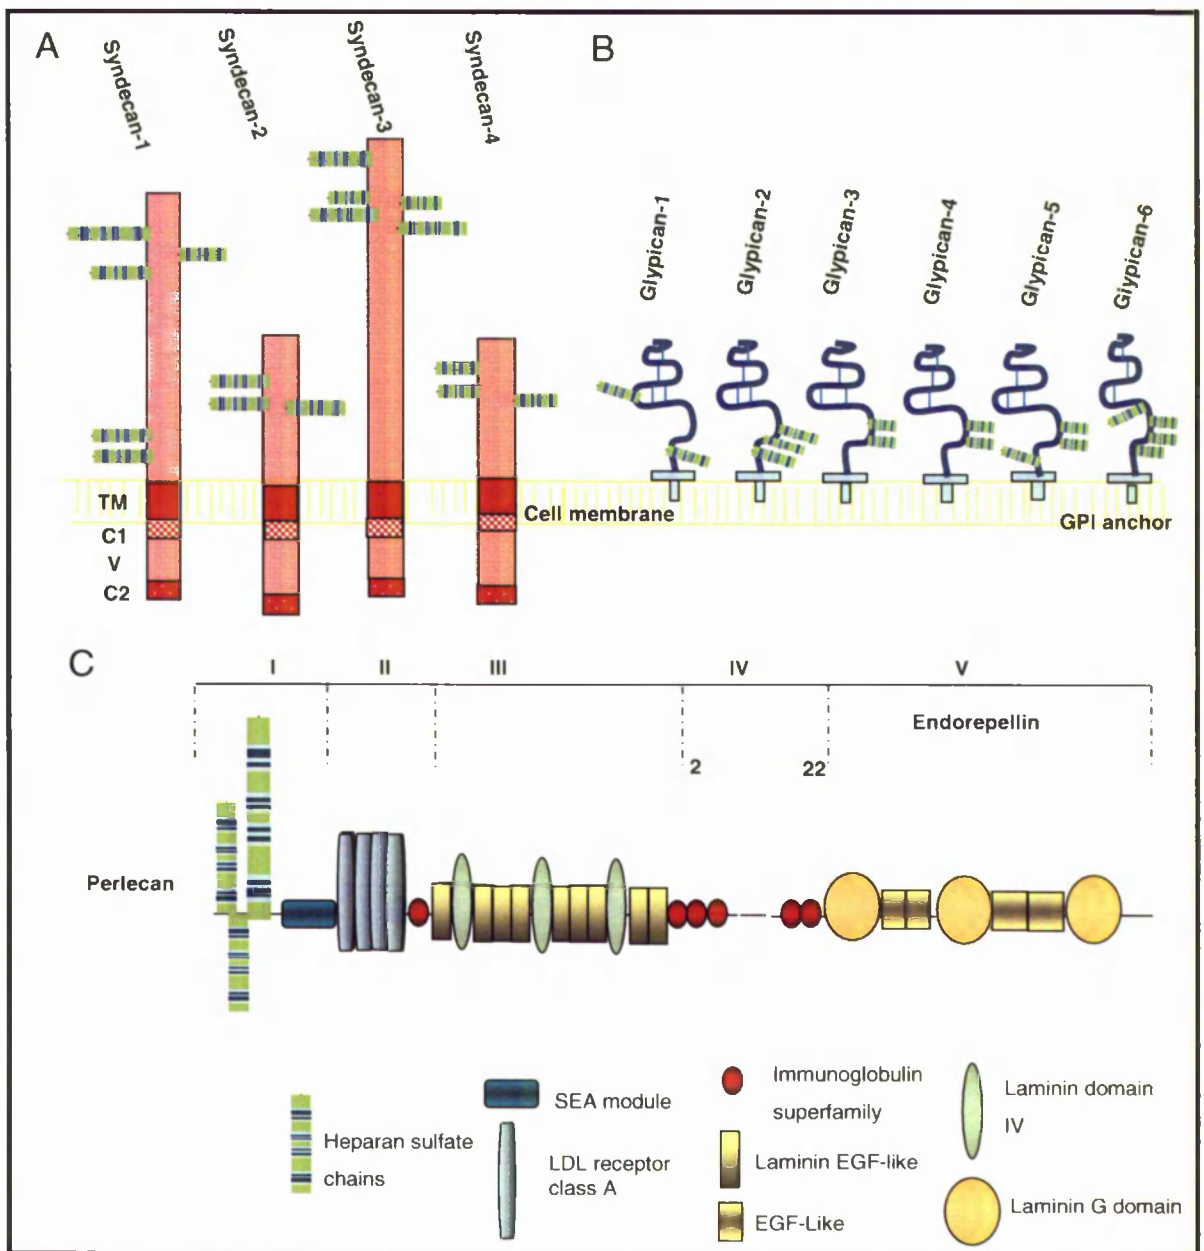 A
B
Syndecan-1
Syndecan-2
Syndecan-3
Syndecan-4
Glypican-1
Glypican-2
Glypican-3
Glypican-4
Glypican-5
Glypican-6
TM
C1
V
C2
Cell membrane
GPI anchor
C
I
II
III
IV
V
Endorepellin
2
22
Perlecan
Heparan sulfate
chains
SEA module
LDL receptor
class A
Immunoglobulin
superfamily
Laminin EGF-like
EGF-Like
Laminin domain
IV
Laminin G domain